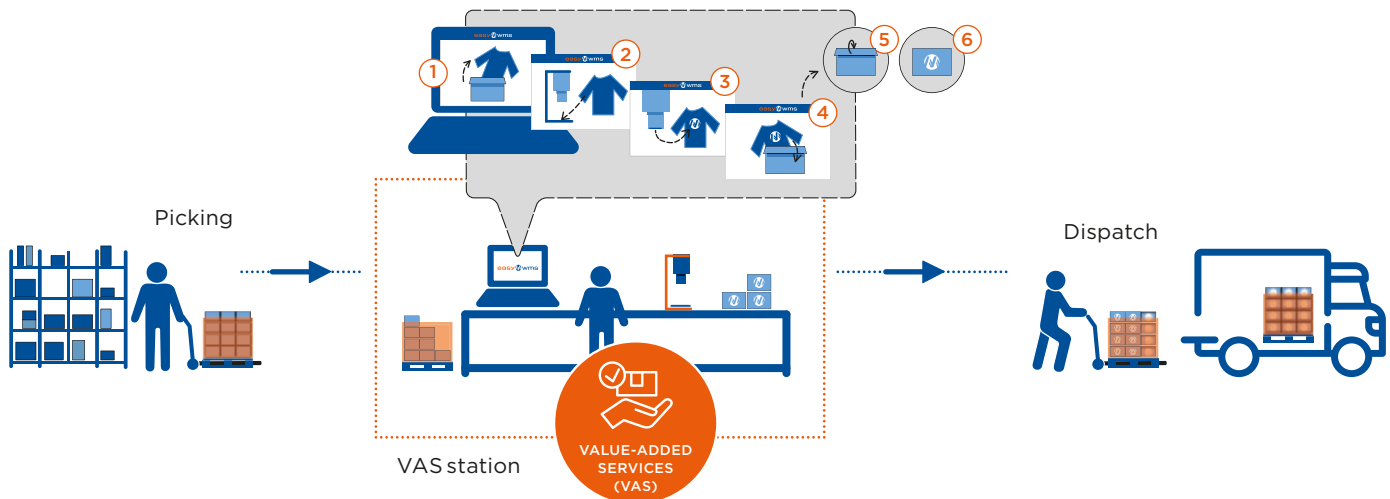 easy wms
1
easy wms
2
easy wms
3
easy wms
4
5
6
Picking
Dispatch
easy wms
VAS station
VALUE-ADDED
SERVICES
(VAS)